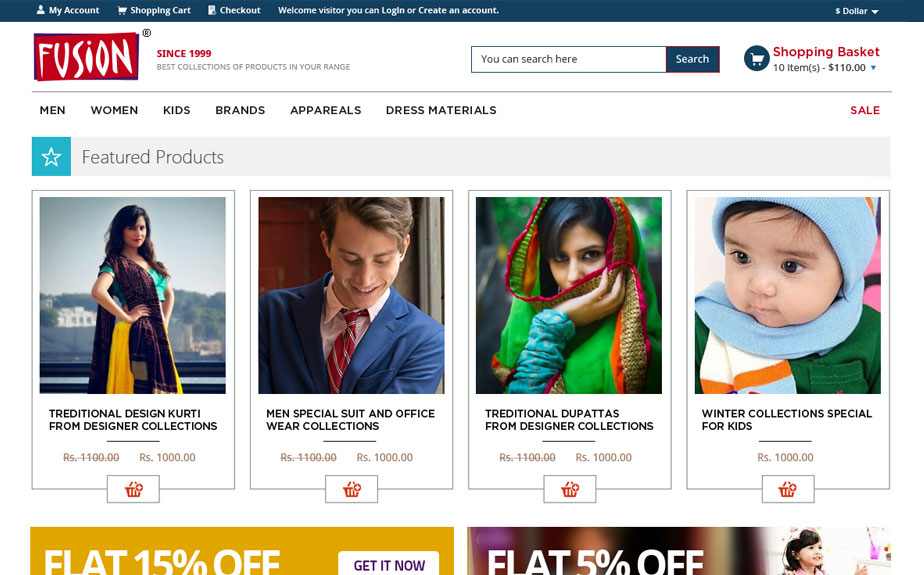 My Account Shopping Cart Checkout Welcome visitor you can LogIn or Create an account. $ Dollar
FUSION ®
SINCE 1999
BEST COLLECTIONS OF PRODUCTS IN YOUR RANGE
You can search here Search
Shopping Basket
10 Item(s) - $110.00
MEN WOMEN KIDS BRANDS APPAREALS DRESS MATERIALS SALE
Featured Products
TREDITIONAL DESIGN KURTI
FROM DESIGNER COLLECTIONS
Rs. 1100.00 Rs. 1000.00
MEN SPECIAL SUIT AND OFFICE
WEAR COLLECTIONS
Rs. 1100.00 Rs. 1000.00
TREDITIONAL DUPATTAS
FROM DESIGNER COLLECTIONS
Rs. 1100.00 Rs. 1000.00
WINTER COLLECTIONS SPECIAL
FOR KIDS
Rs. 1000.00
FLAT 15% OFF GET IT NOW
FLAT 5% OFF